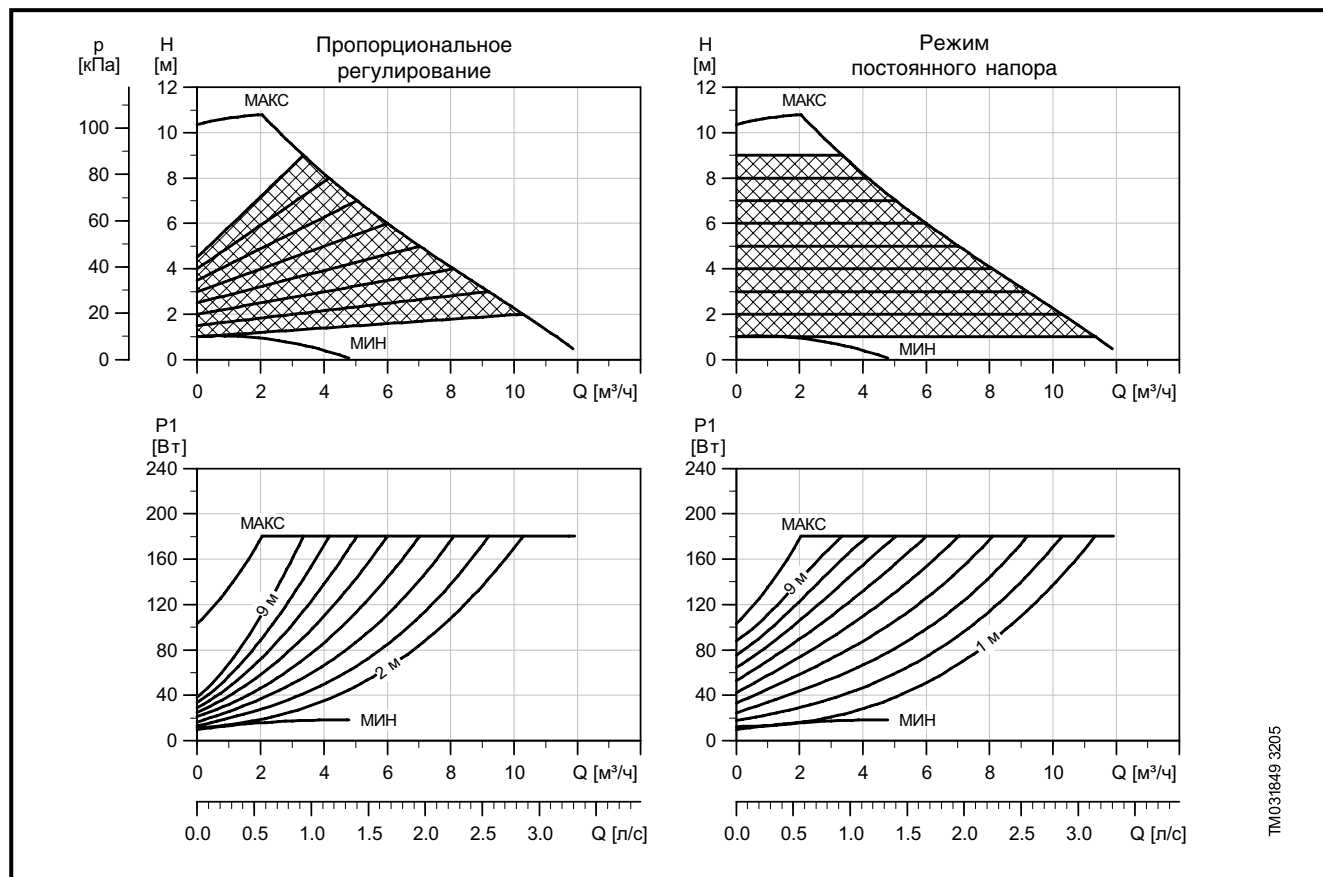 Пропорциональное
регулирование
p
[кПа]
H
[м]
12
10
8
6
4
2
0
100
80
60
40
20
0
МАКС
МИН
0 2 4 6 8 10 Q [м³/ч]
Режим
постоянного напора
H
[м]
12
10
8
6
4
2
0
МАКС
МИН
0 2 4 6 8 10 Q [м³/ч]
P1
[Вт]
240
200
160
120
80
40
0
МАКС
9 м
2 м
МИН
0 2 4 6 8 10 Q [м³/ч]
0.0 0.5 1.0 1.5 2.0 2.5 3.0 Q [л/с]
P1
[Вт]
240
200
160
120
80
40
0
МАКС
9 м
1 м
МИН
0 2 4 6 8 10 Q [м³/ч]
0.0 0.5 1.0 1.5 2.0 2.5 3.0 Q [л/с]
TM031849 3205